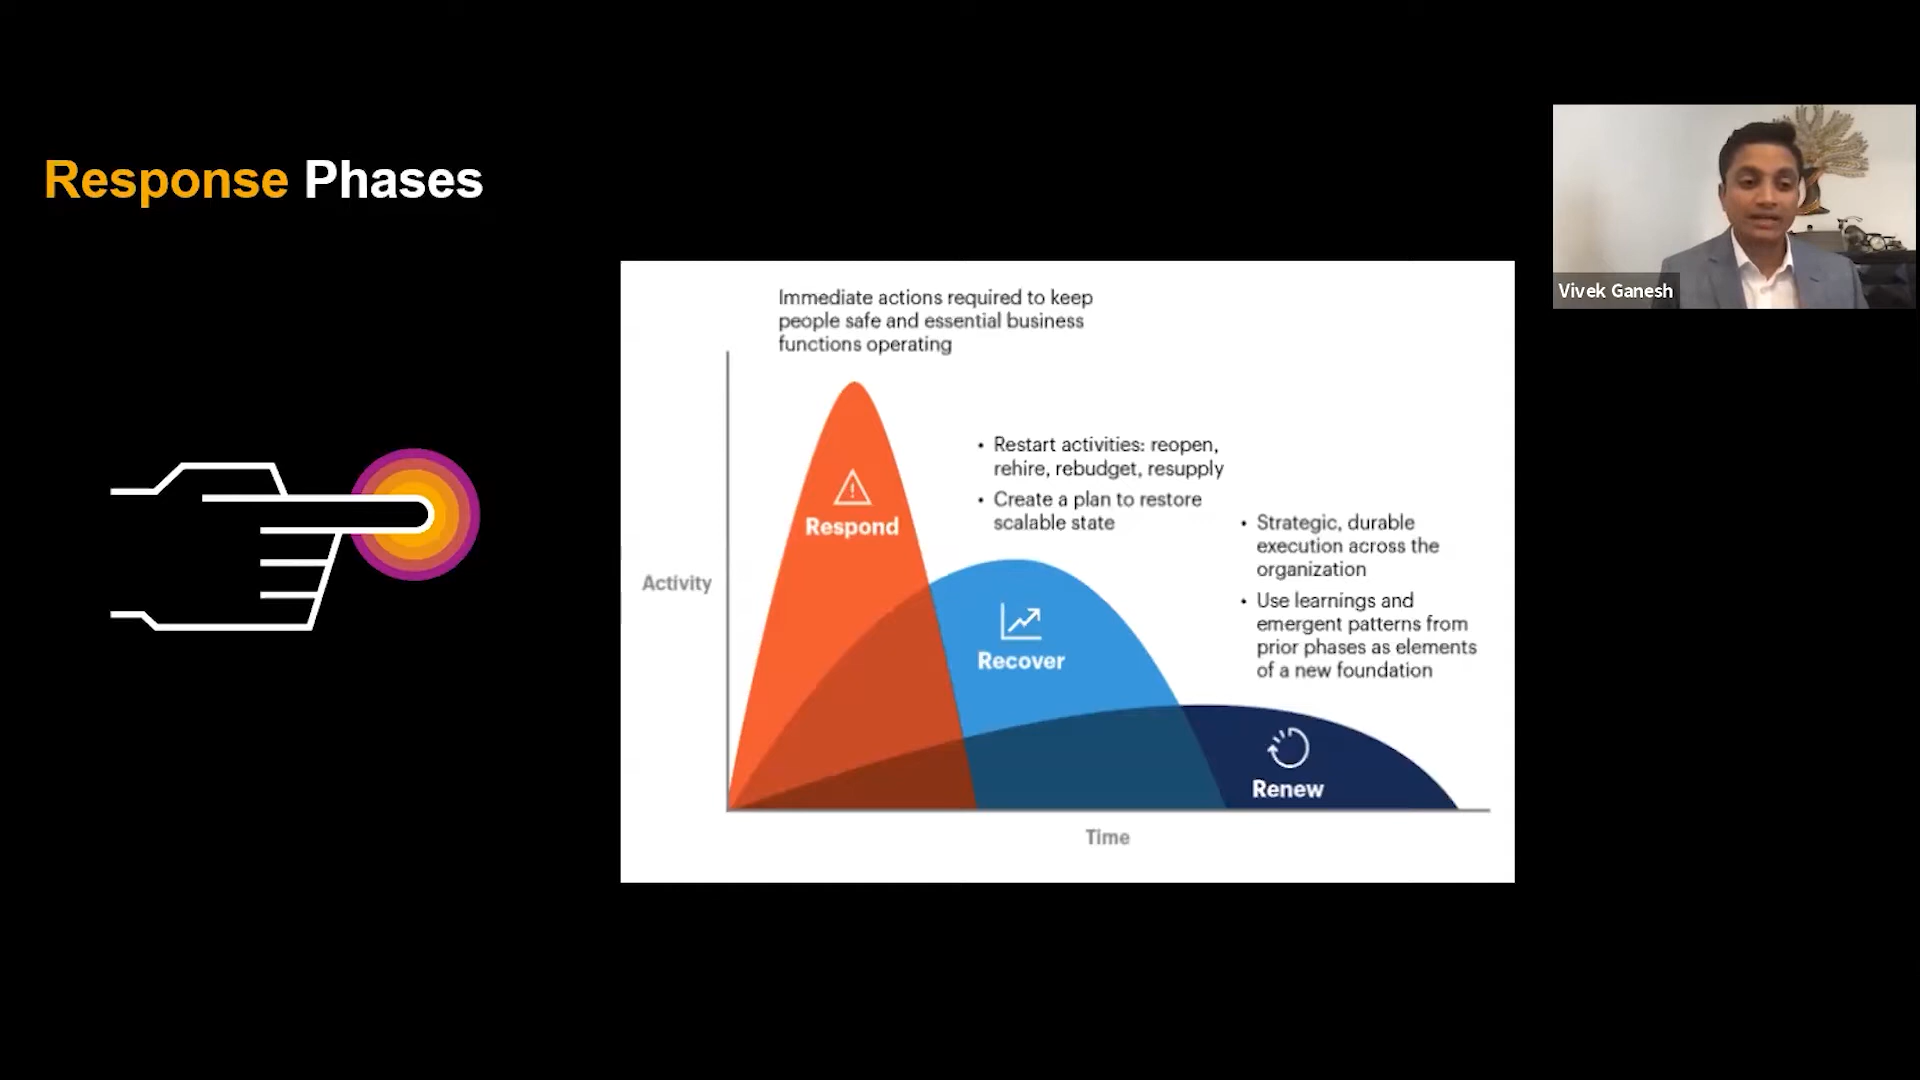 Response Phases
Vivek Ganesh
Immediate actions required to keep
people safe and essential business
functions operating
• Restart activities: reopen,
rehire, rebudget, resupply
• Create a plan to restore
scalable state
• Strategic, durable
execution across the
organization
• Use learnings and
emergent patterns from
prior phases as elements
of a new foundation
Respond
Activity
Recover
Renew
Time